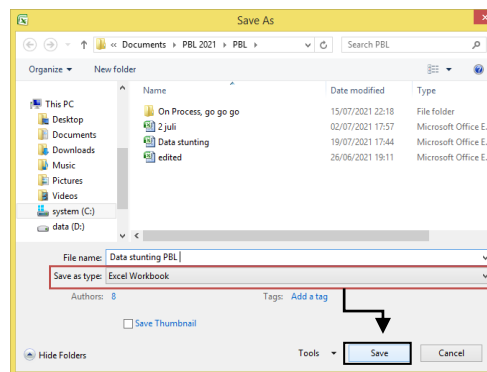 Save As
« Documents ▸ PBL 2021 ▸ PBL ▸
Search PBL
Organize
New folder
Name
Date modified
Type
This PC
Desktop
Documents
Downloads
Music
Pictures
Videos
system (C:)
data (D:)
On Process, go go go
15/07/2021 22:18
File folder
2 juli
02/07/2021 17:57
Microsoft Office E.
Data stunting
19/07/2021 17:44
Microsoft Office E.
edited
26/06/2021 19:11
Microsoft Office E.
File name: Data stunting PBL
Save as type: Excel Workbook
Authors: 8
Tags: Add a tag
Save Thumbnail
Hide Folders
Tools
Save
Cancel